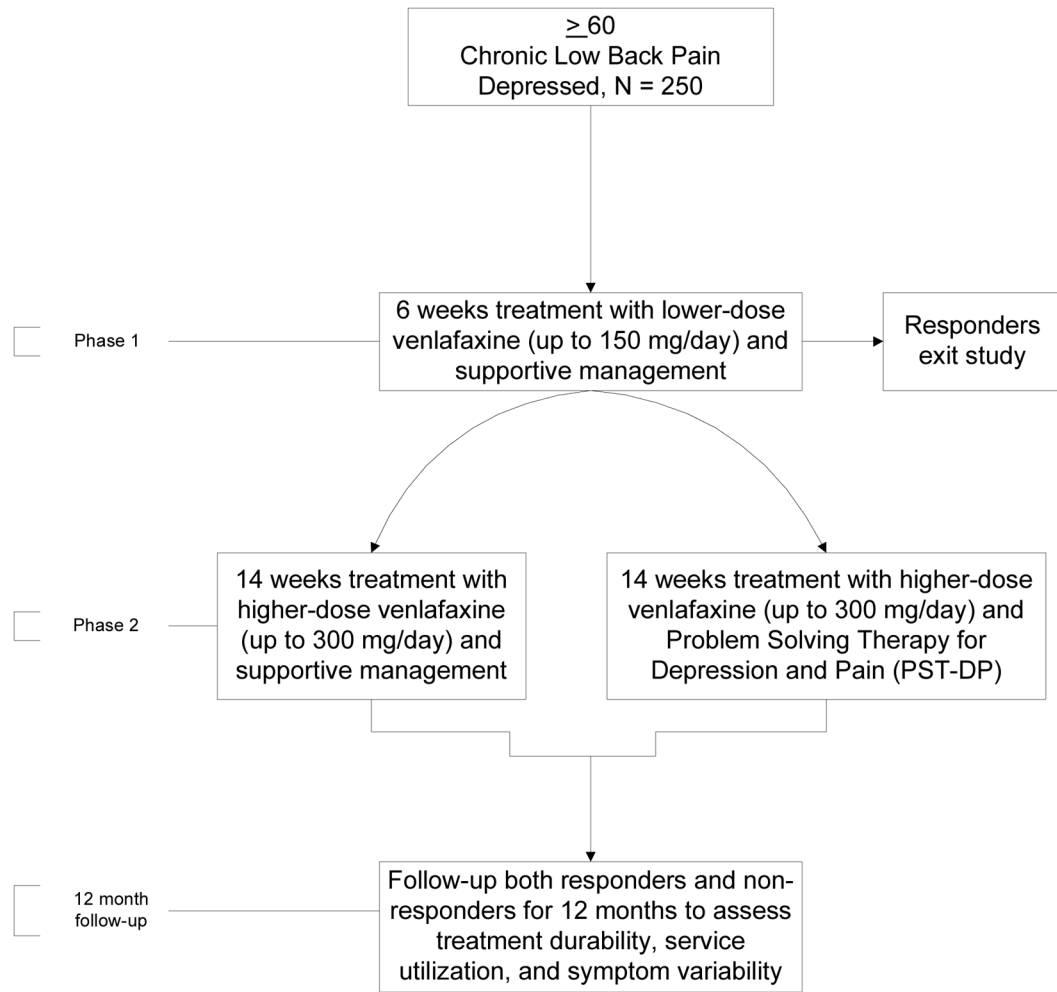 ≥ 60
Chronic Low Back Pain
Depressed, N = 250
Phase 1
6 weeks treatment with lower-dose
venlafaxine (up to 150 mg/day) and
supportive management
Responders
exit study
Phase 2
14 weeks treatment with
higher-dose venlafaxine
(up to 300 mg/day) and
supportive management
14 weeks treatment with higher-dose
venlafaxine (up to 300 mg/day) and
Problem Solving Therapy for
Depression and Pain (PST-DP)
12 month
follow-up
Follow-up both responders and non-
responders for 12 months to assess
treatment durability, service
utilization, and symptom variability